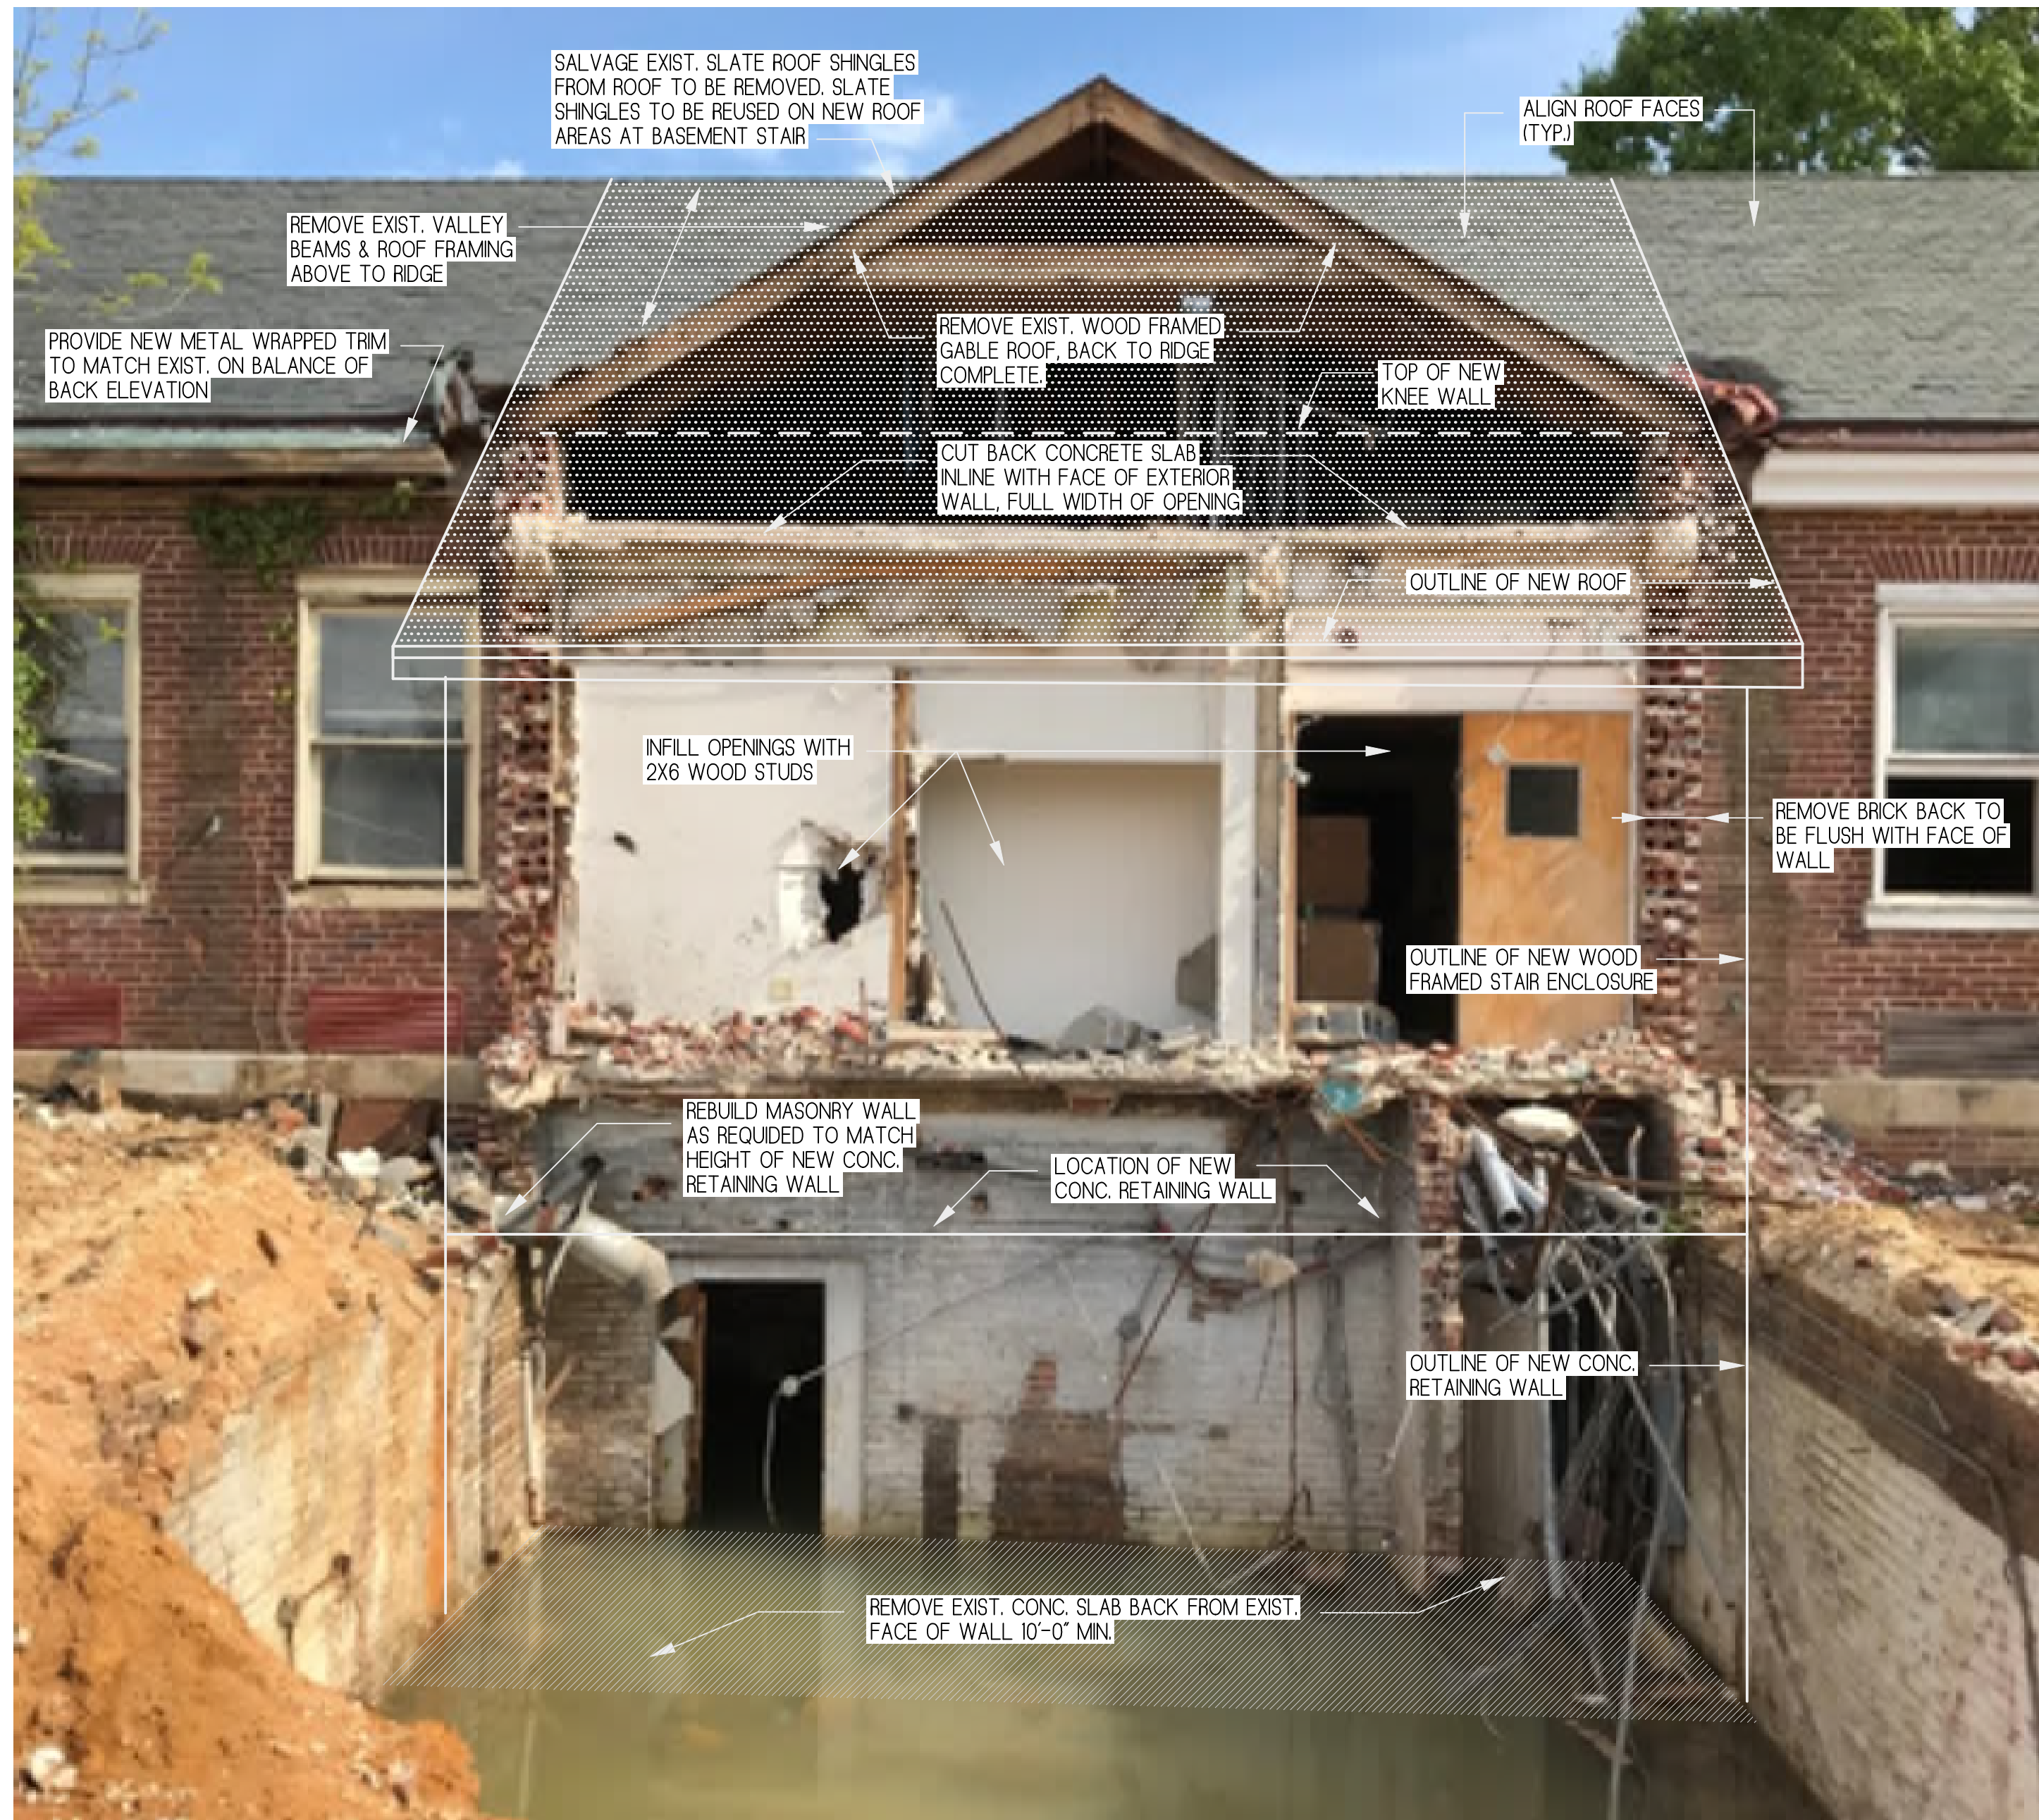 SALVAGE EXIST. SLATE ROOF SHINGLES
FROM ROOF TO BE REMOVED. SLATE
SHINGLES TO BE REUSED ON NEW ROOF
AREAS AT BASEMENT STAIR
ALIGN ROOF FACES
(TYP.)
REMOVE EXIST. VALLEY
BEAMS & ROOF FRAMING
ABOVE TO RIDGE
PROVIDE NEW METAL WRAPPED TRIM
TO MATCH EXIST. ON BALANCE OF
BACK ELEVATION
REMOVE EXIST. WOOD FRAMED
GABLE ROOF, BACK TO RIDGE
COMPLETE.
TOP OF NEW
KNEE WALL
CUT BACK CONCRETE SLAB
INLINE WITH FACE OF EXTERIOR
WALL, FULL WIDTH OF OPENING
OUTLINE OF NEW ROOF
INFILL OPENINGS WITH
2X6 WOOD STUDS
REMOVE BRICK BACK TO
BE FLUSH WITH FACE OF
WALL
OUTLINE OF NEW WOOD
FRAMED STAIR ENCLOSURE
REBUILD MASONRY WALL
AS REQUIDED TO MATCH
HEIGHT OF NEW CONC.
RETAINING WALL
LOCATION OF NEW
CONC. RETAINING WALL
OUTLINE OF NEW CONC.
RETAINING WALL
REMOVE EXIST. CONC. SLAB BACK FROM EXIST.
FACE OF WALL 10'-0" MIN.